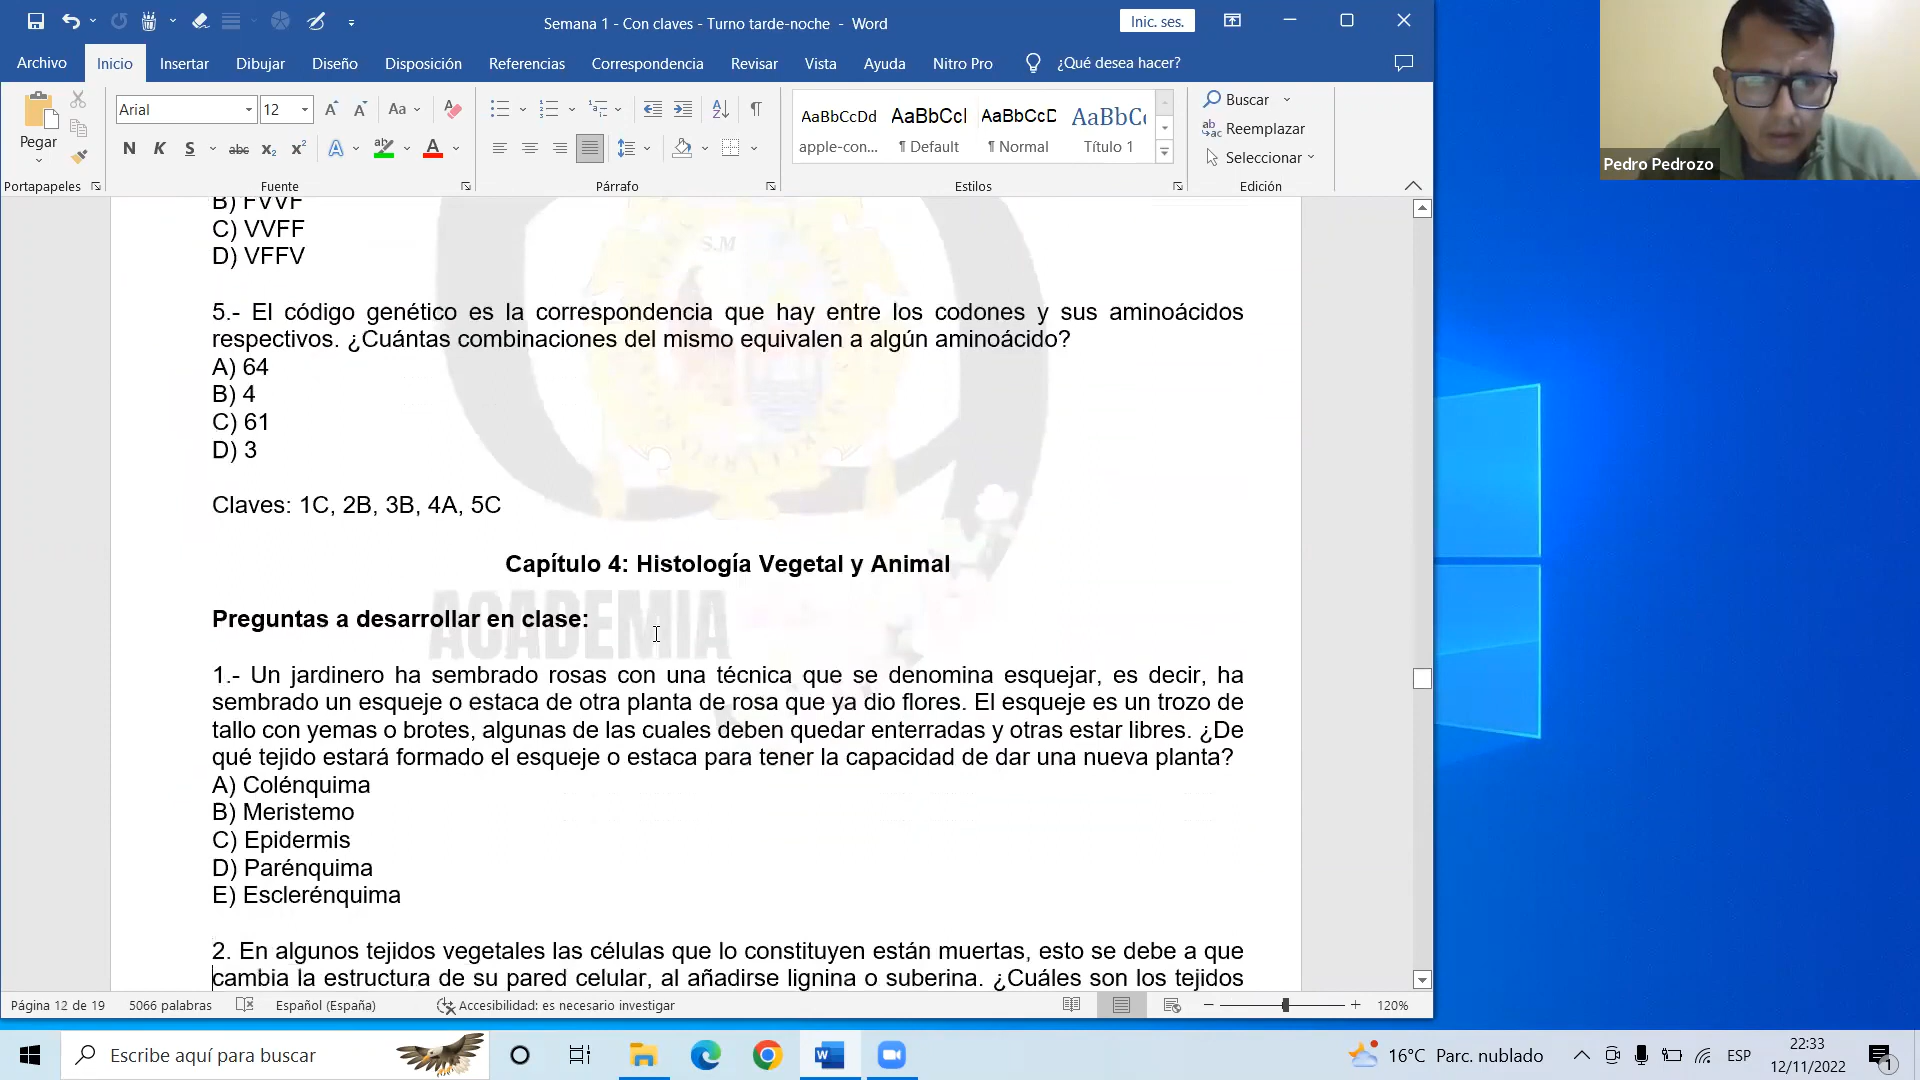 Semana 1 - Con claves - Turno tarde-noche - Word
Inic. ses.
Archivo Inicio Insertar Dibujar Diseño Disposición Referencias Correspondencia Revisar Vista Ayuda Nitro Pro ¿Qué desea hacer?
Pegar
Portapapeles
Arial 12
Aa
N K S abc x₂ x²
Fuente
Párrafo
AaBbCcDd AaBbCcI AaBbCcD AaBbCc
apple-con... ¶ Default ¶ Normal Título 1
Estilos
Buscar
Reemplazar
Seleccionar
Edición
Pedro Pedrozo
B) FVVF
C) VVFF
D) VFFV
5.- El código genético es la correspondencia que hay entre los codones y sus aminoácidos
respectivos. ¿Cuántas combinaciones del mismo equivalen a algún aminoácido?
A) 64
B) 4
C) 61
D) 3
Claves: 1C, 2B, 3B, 4A, 5C
Capítulo 4: Histología Vegetal y Animal
Preguntas a desarrollar en clase:
1.- Un jardinero ha sembrado rosas con una técnica que se denomina esquejar, es decir, ha
sembrado un esqueje o estaca de otra planta de rosa que ya dio flores. El esqueje es un trozo de
tallo con yemas o brotes, algunas de las cuales deben quedar enterradas y otras estar libres. ¿De
qué tejido estará formado el esqueje o estaca para tener la capacidad de dar una nueva planta?
A) Colénquima
B) Meristemo
C) Epidermis
D) Parénquima
E) Esclerénquima
2. En algunos tejidos vegetales las células que lo constituyen están muertas, esto se debe a que
cambia la estructura de su pared celular, al añadirse lignina o suberina. ¿Cuáles son los tejidos
S.M
ACADEMIA
Página 12 de 19 5066 palabras Español (España) Accesibilidad: es necesario investigar 120%
Escribe aquí para buscar
16°C Parc. nublado ESP
22:33
12/11/2022
1